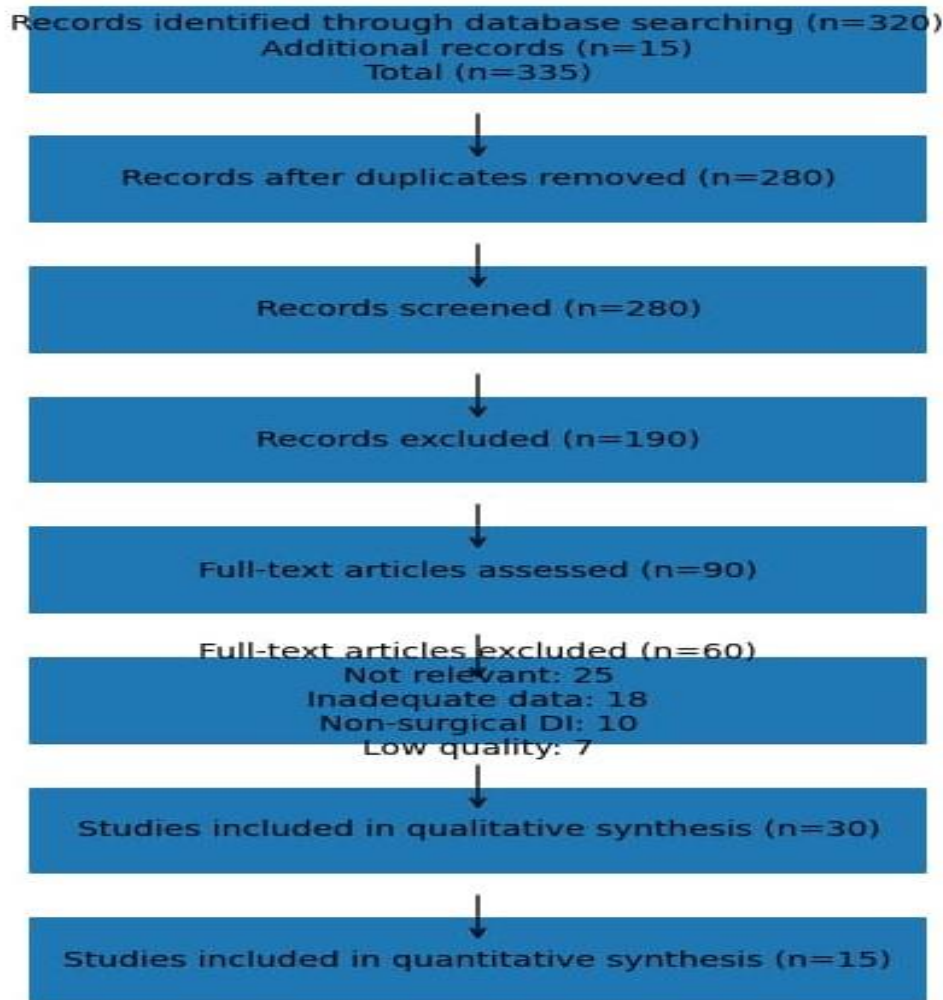 Records identified through database searching (n=320)
Additional records (n=15)
Total (n=335)
Records after duplicates removed (n=280)
Records screened (n=280)
Records excluded (n=190)
Full-text articles assessed (n=90)
Full-text articles excluded (n=60)
Not relevant: 25
Inadequate data: 18
Non-surgical DI: 10
Low quality: 7
Studies included in qualitative synthesis (n=30)
Studies included in quantitative synthesis (n=15)